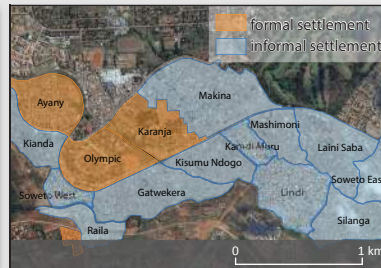 formal settlement
informal settlement
Makina
Ayany
Karanja
Mashimoni
Kianda
Laini Saba
Olympic
Kisumu Ndogo
Kambi Muru
Soweto East
Soweto West
Gatwekera
Lindi
Silanga
Raila
0 1 km